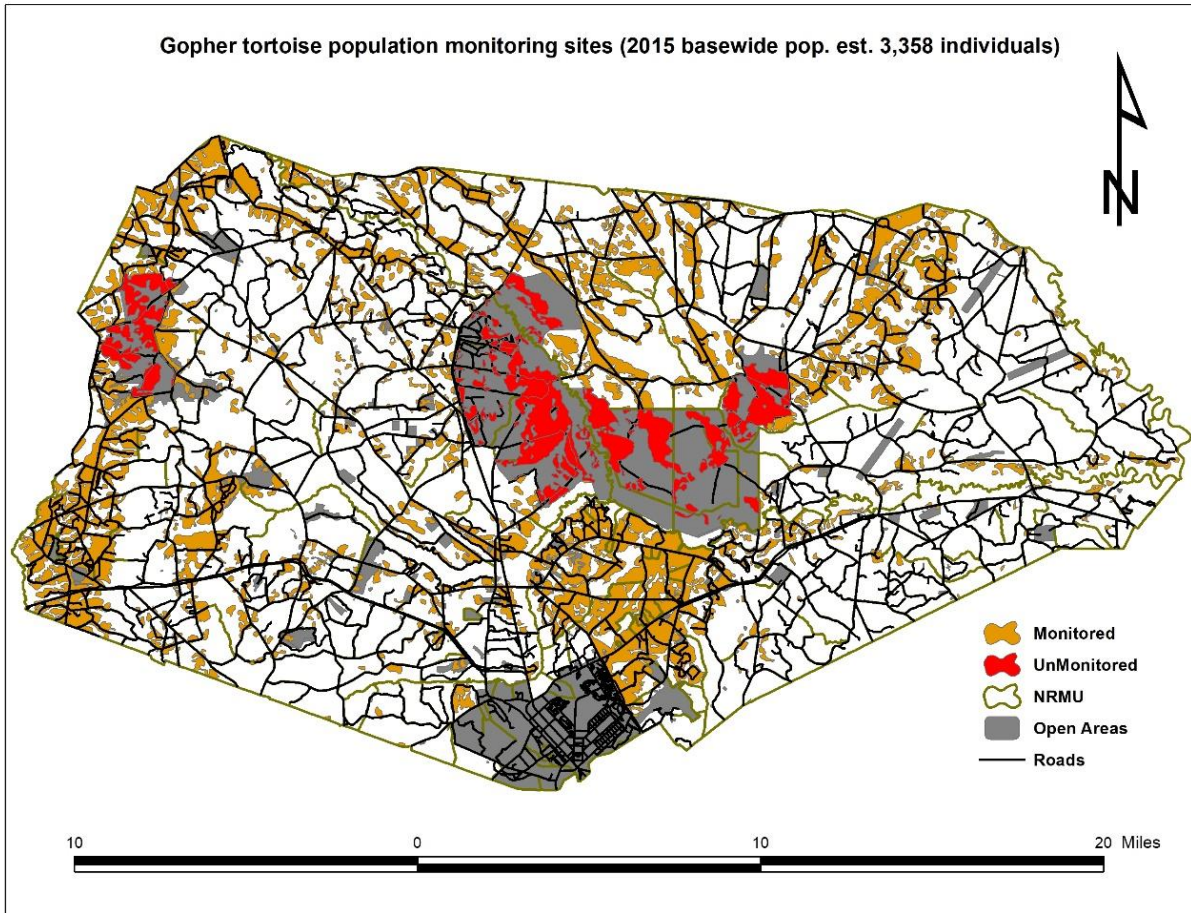 Gopher tortoise population monitoring sites (2015 basewide pop. est. 3,358 individuals)
N
Monitored
UnMonitored
NRMU
Open Areas
Roads
10 0 10 20 Miles